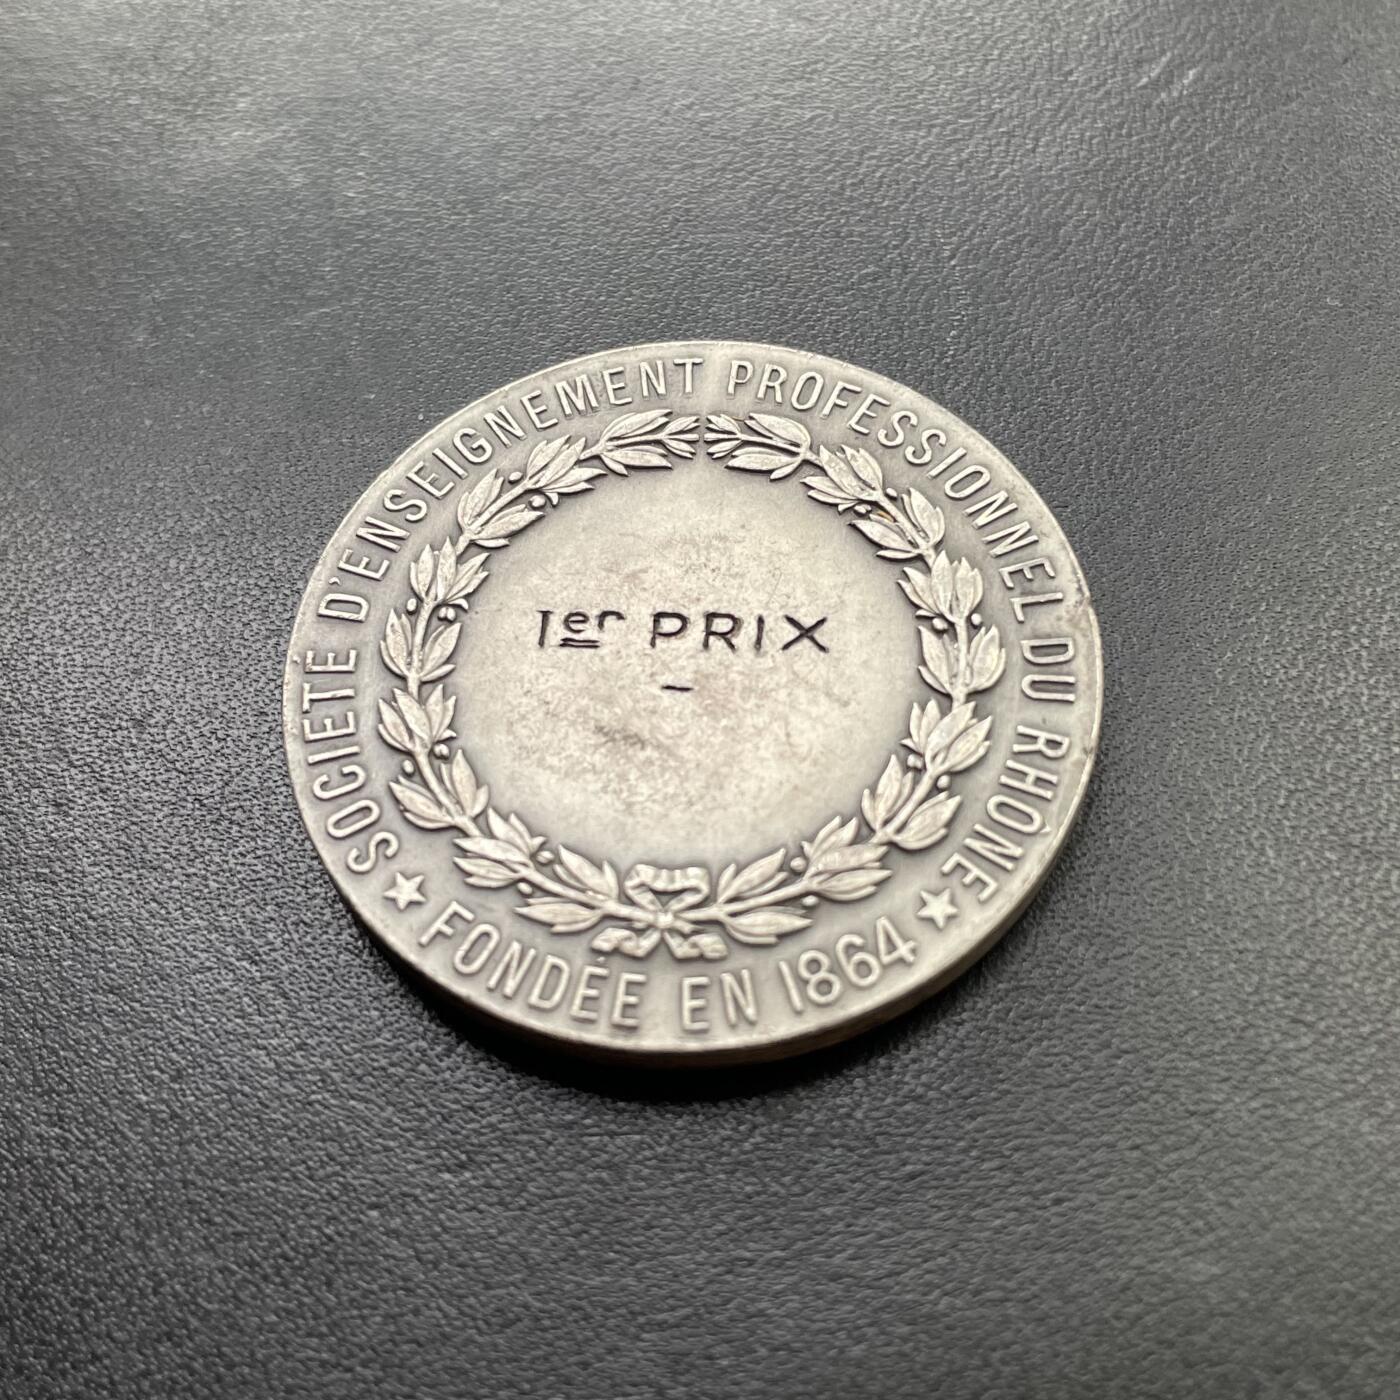 SOCIÉTÉ D'ENSEIGNEMENT PROFESSIONNEL DU RHÔNE
1er PRIX
-
★ FONDÉE EN 1864 ★